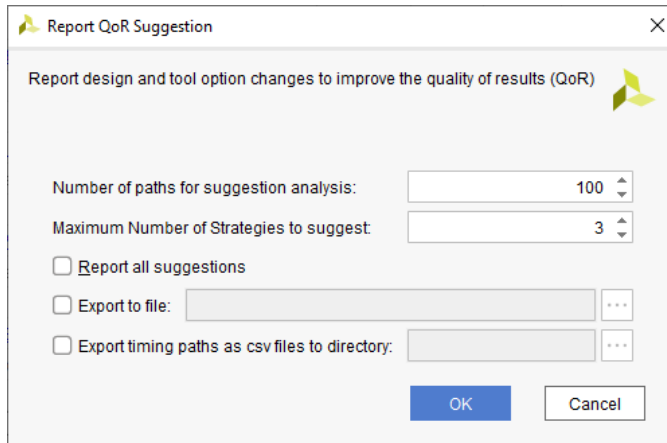 Report QoR Suggestion
Report design and tool option changes to improve the quality of results (QoR)
Number of paths for suggestion analysis: 100
Maximum Number of Strategies to suggest: 3
Report all suggestions
Export to file: ...
Export timing paths as csv files to directory: ...
OK Cancel